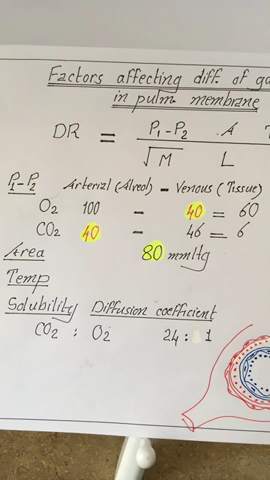 Factors affecting diff. of ga
in pulm. membrane
DR = P₁-P₂ . A T
√M L
P₁-P₂ Arterial (Alveol) - Venous (Tissue)
O₂ 100 - 40 = 60
CO₂ 40 - 46 = 6
Area 80 mmHg
Temp
Solubility Diffusion coefficient
CO₂ : O₂ 24 : 1